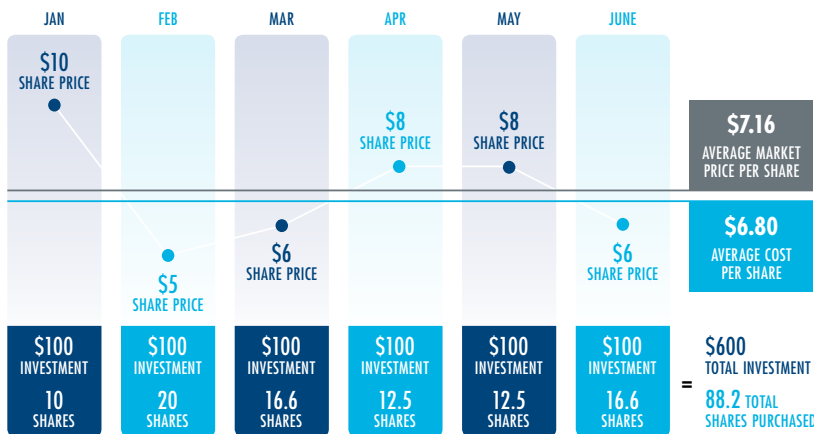 JAN
FEB
MAR
APR
MAY
JUNE
$10
SHARE PRICE
$5
SHARE PRICE
$6
SHARE PRICE
$8
SHARE PRICE
$8
SHARE PRICE
$6
SHARE PRICE
$7.16
AVERAGE MARKET
PRICE PER SHARE
$6.80
AVERAGE COST
PER SHARE
$100
INVESTMENT
10
SHARES
$100
INVESTMENT
20
SHARES
$100
INVESTMENT
16.6
SHARES
$100
INVESTMENT
12.5
SHARES
$100
INVESTMENT
12.5
SHARES
$100
INVESTMENT
16.6
SHARES
=
$600
TOTAL INVESTMENT
88.2 TOTAL
SHARES PURCHASED